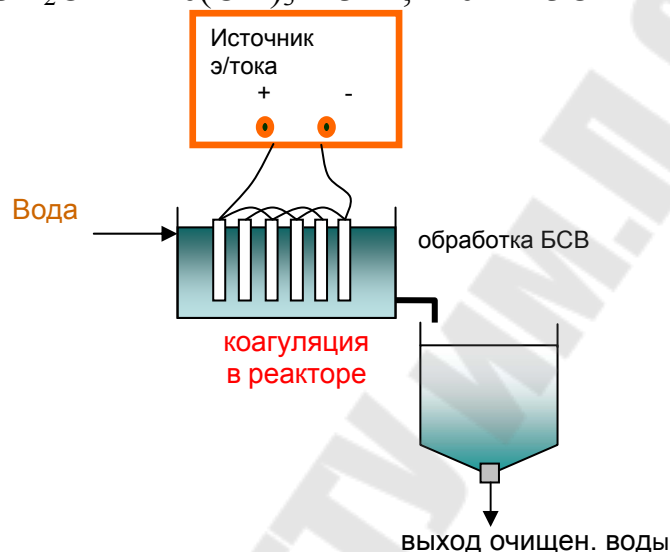 Источник
э/тока
+ -
Вода
обработка БСВ
коагуляция
в реакторе
выход очищен. воды